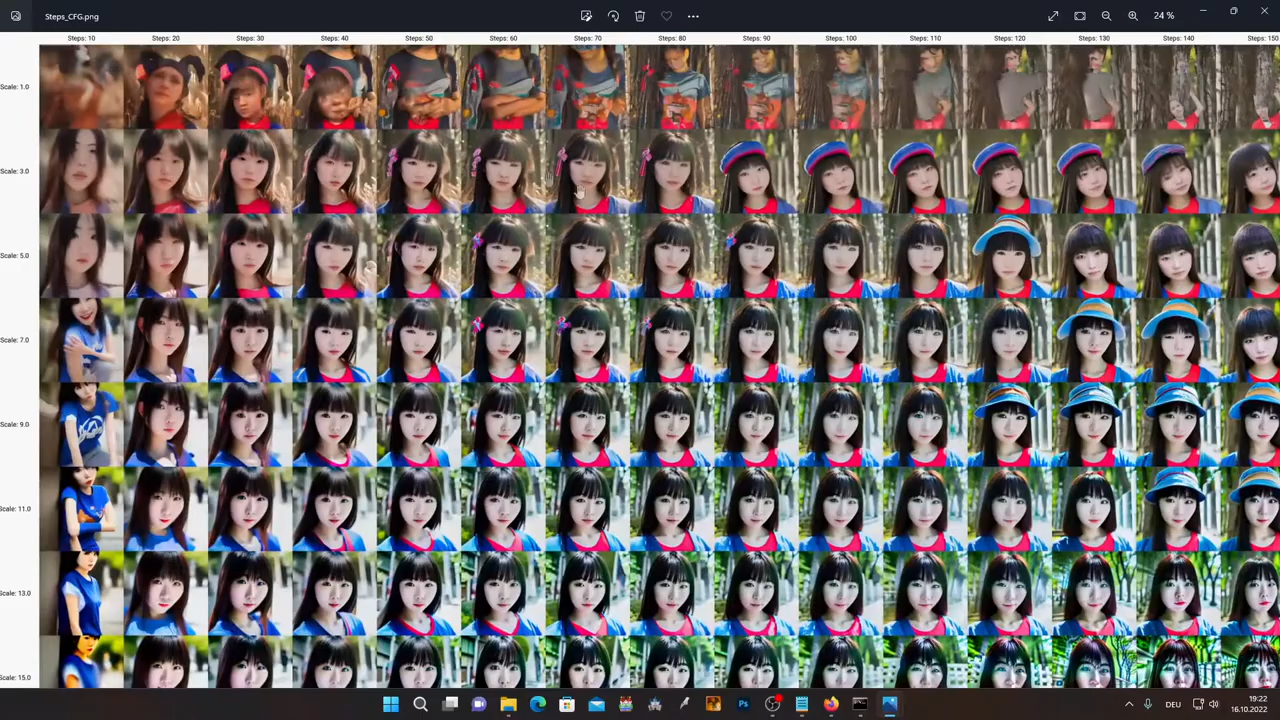 Steps_CFG.png
24 %
Steps: 10 Steps: 20 Steps: 30 Steps: 40 Steps: 50 Steps: 60 Steps: 70 Steps: 80 Steps: 90 Steps: 100 Steps: 110 Steps: 120 Steps: 130 Steps: 140 Steps: 150
Scale: 1.0
Scale: 3.0
Scale: 5.0
Scale: 7.0
Scale: 9.0
Scale: 11.0
Scale: 13.0
Scale: 15.0
Ps
DEU
19:22
16.10.2022